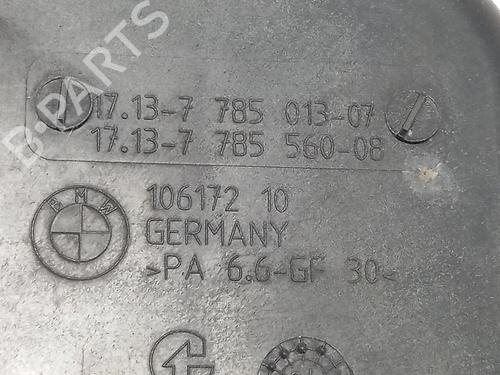 B-PARTS
17.13-7 785 013-07
17.13-7 785 560-08
BMW
106172 10
GERMANY
>PA 6.6-GF 30<